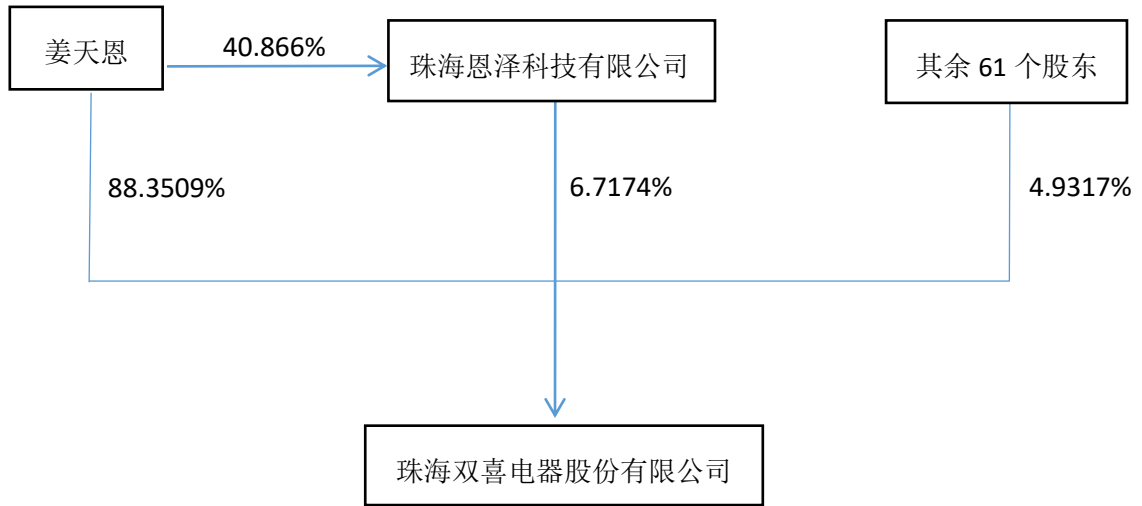 姜天恩
40.866%
珠海恩泽科技有限公司
其余 61 个股东
88.3509%
6.7174%
4.9317%
珠海双喜电器股份有限公司